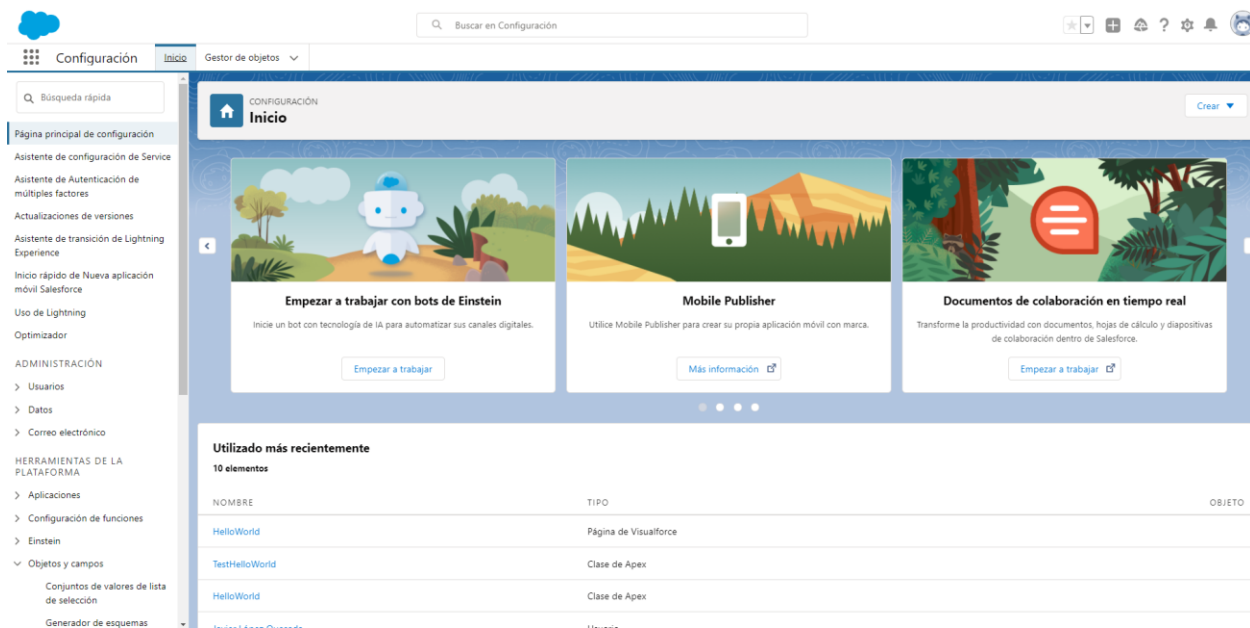 Buscar en Configuración
Configuración
Inicio
Gestor de objetos
Búsqueda rápida
Página principal de configuración
Asistente de configuración de Service
Asistente de Autenticación de
múltiples factores
Actualizaciones de versiones
Asistente de transición de Lightning
Experience
Inicio rápido de Nueva aplicación
móvil Salesforce
Uso de Lightning
Optimizador
ADMINISTRACIÓN
Usuarios
Datos
Correo electrónico
HERRAMIENTAS DE LA
PLATAFORMA
Aplicaciones
Configuración de funciones
Einstein
Objetos y campos
Conjuntos de valores de lista
de selección
Generador de esquemas
CONFIGURACIÓN
Inicio
Crear
Empezar a trabajar con bots de Einstein
Inicie un bot con tecnología de IA para automatizar sus canales digitales.
Empezar a trabajar
Mobile Publisher
Utilice Mobile Publisher para crear su propia aplicación móvil con marca.
Más información
Documentos de colaboración en tiempo real
Transforme la productividad con documentos, hojas de cálculo y diapositivas
de colaboración dentro de Salesforce.
Empezar a trabajar
Utilizado más recientemente
10 elementos
NOMBRE TIPO OBJETO
HelloWorld Página de Visualforce
TestHelloWorld Clase de Apex
HelloWorld Clase de Apex
Javier López Quesada Usuario